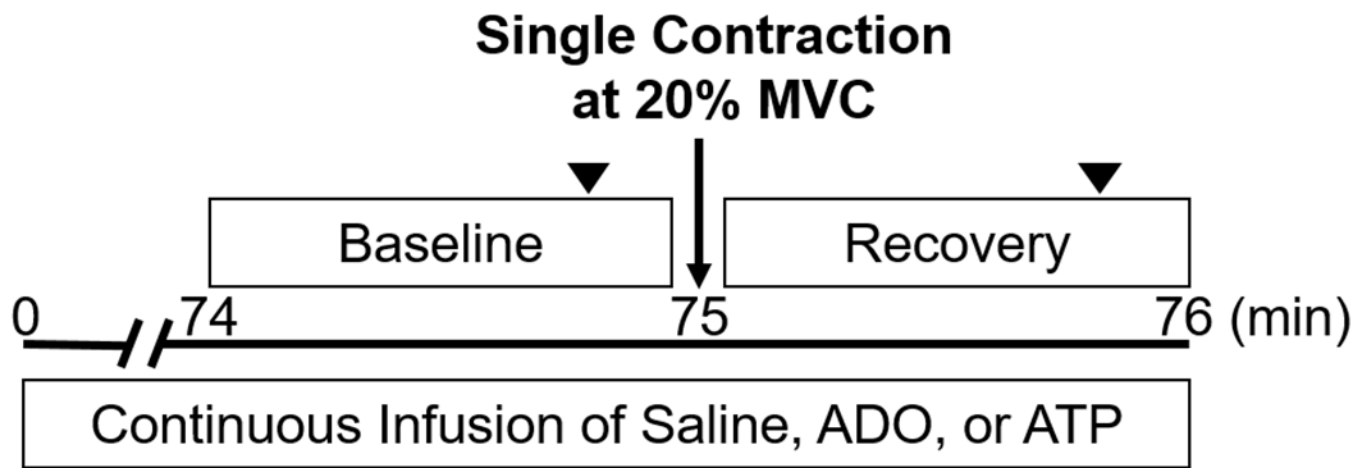 Single Contraction
at 20% MVC
Baseline
Recovery
0 74 75 76 (min)
Continuous Infusion of Saline, ADO, or ATP